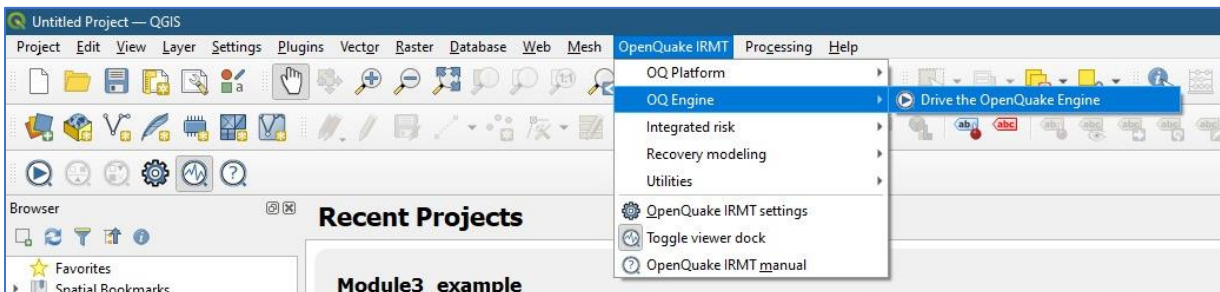 Untitled Project — QGIS
Project Edit View Layer Settings Plugins Vector Raster Database Web Mesh OpenQuake IRMT Processing Help
OQ Platform
OQ Engine
Drive the OpenQuake Engine
Integrated risk
Recovery modeling
Utilities
OpenQuake IRMT settings
Toggle viewer dock
OpenQuake IRMT manual
abc
Browser
Recent Projects
Favorites
Spatial Bookmarks
Module3_example